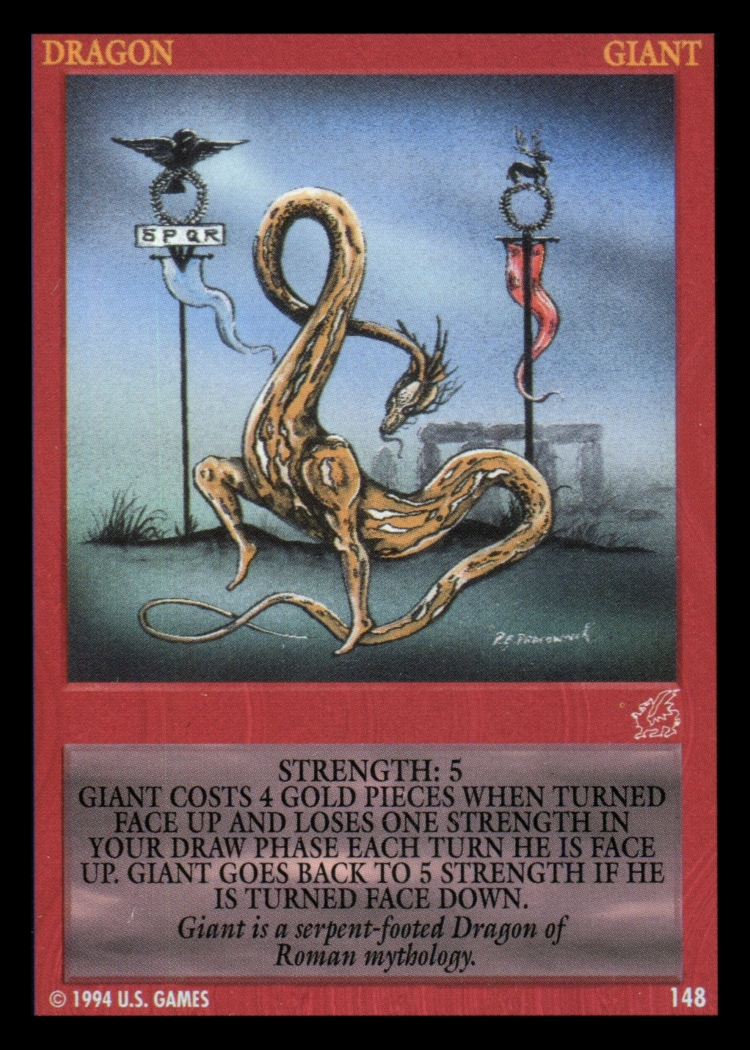 DRAGON GIANT
SPQR
STRENGTH: 5
GIANT COSTS 4 GOLD PIECES WHEN TURNED
FACE UP AND LOSES ONE STRENGTH IN
YOUR DRAW PHASE EACH TURN HE IS FACE
UP. GIANT GOES BACK TO 5 STRENGTH IF HE
IS TURNED FACE DOWN.
Giant is a serpent-footed Dragon of
Roman mythology.
© 1994 U.S. GAMES 148